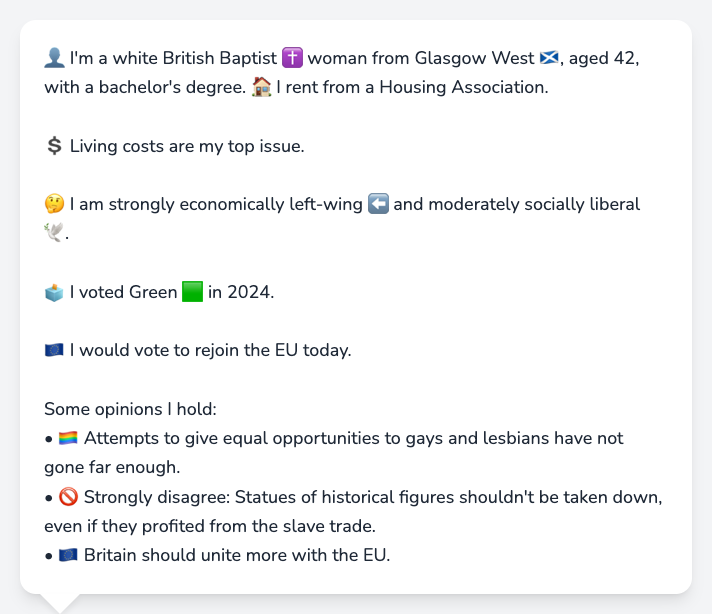 👤 I'm a white British Baptist ✝️ woman from Glasgow West 🏴󠁧󠁢󠁳󠁣󠁴󠁿, aged 42,
with a bachelor's degree. 🏠 I rent from a Housing Association.
💲 Living costs are my top issue.
🤔 I am strongly economically left-wing ⬅️ and moderately socially liberal
🕊️.
🗳️ I voted Green 🟩 in 2024.
🇪🇺 I would vote to rejoin the EU today.
Some opinions I hold:
• 🏳️‍🌈 Attempts to give equal opportunities to gays and lesbians have not
gone far enough.
• 🚫 Strongly disagree: Statues of historical figures shouldn't be taken down,
even if they profited from the slave trade.
• 🇪🇺 Britain should unite more with the EU.